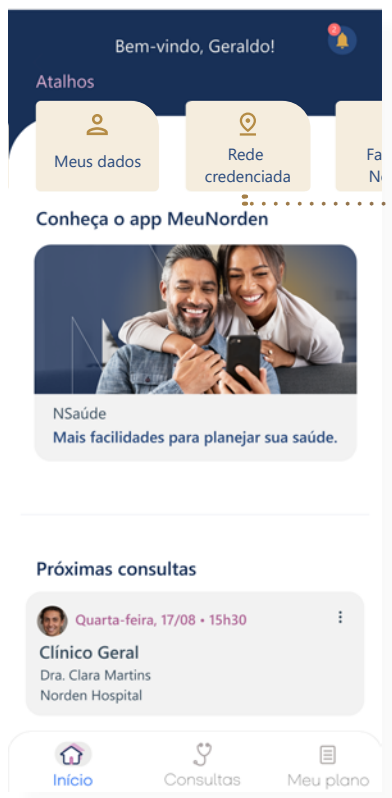 Bem-vindo, Geraldo!
2
Atalhos
Meus dados
Rede
credenciada
Fa
N
Conheça o app MeuNorden
NSaúde
Mais facilidades para planejar sua saúde.
Próximas consultas
Quarta-feira, 17/08 • 15h30
Clínico Geral
Dra. Clara Martins
Norden Hospital
Início
Consultas
Meu plano